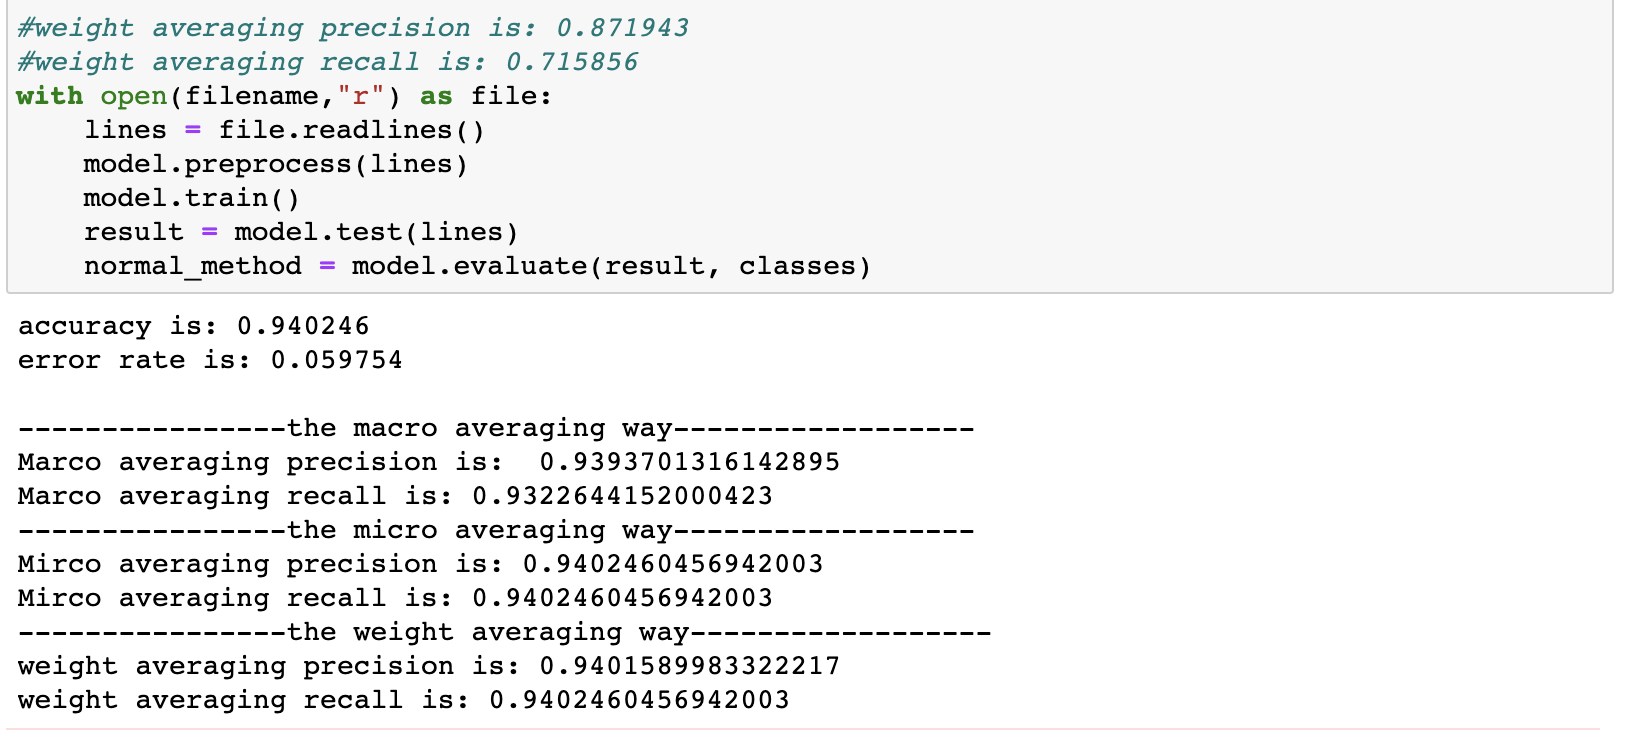 #weight averaging precision is: 0.871943
#weight averaging recall is: 0.715856
with open(filename,"r") as file:
    lines = file.readlines()
    model.preprocess(lines)
    model.train()
    result = model.test(lines)
    normal_method = model.evaluate(result, classes)
accuracy is: 0.940246
error rate is: 0.059754
----------------the macro averaging way------------------
Marco averaging precision is:  0.9393701316142895
Marco averaging recall is: 0.9322644152000423
----------------the micro averaging way------------------
Mirco averaging precision is: 0.9402460456942003
Mirco averaging recall is: 0.9402460456942003
----------------the weight averaging way------------------
weight averaging precision is: 0.9401589983322217
weight averaging recall is: 0.9402460456942003